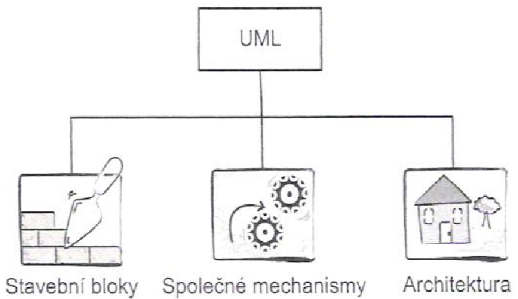 UML
Stavební bloky
Společné mechanismy
Architektura